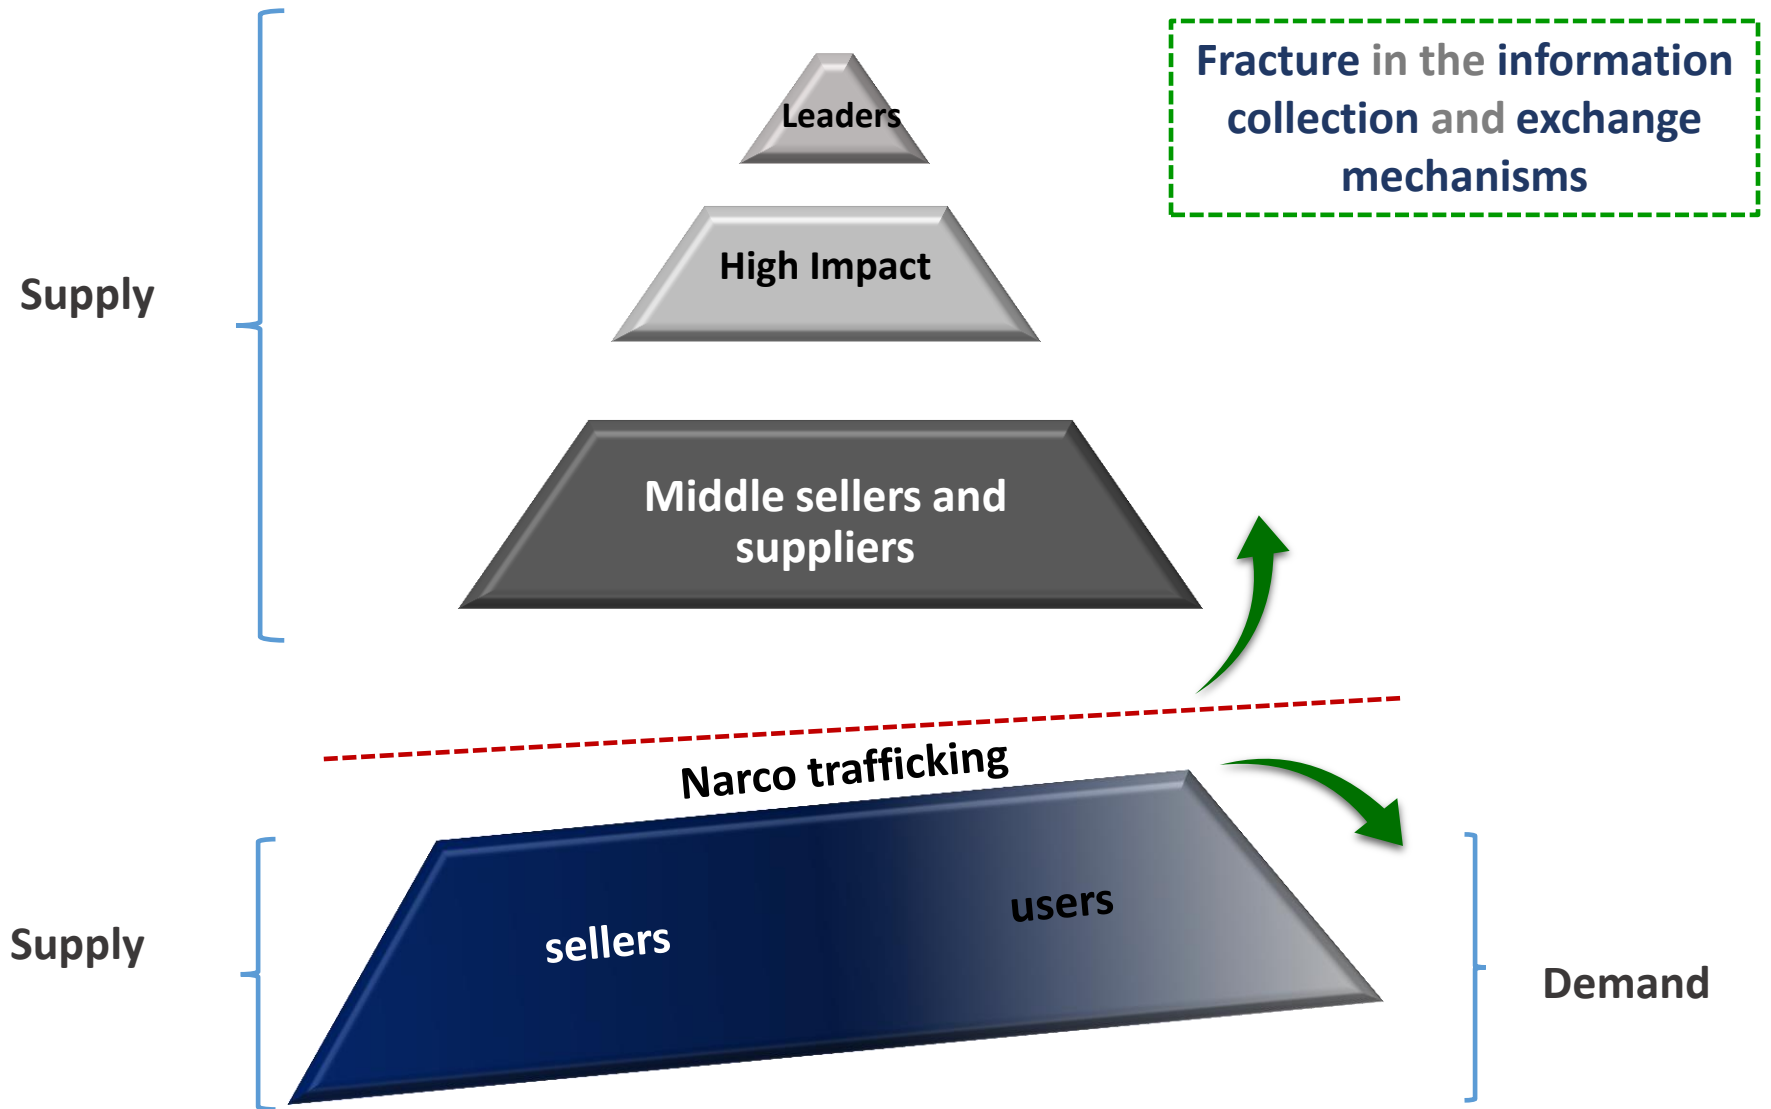 Fracture in the information
collection and exchange
mechanisms
Leaders
High Impact
Supply
Middle sellers and
suppliers
Narco trafficking
users
sellers
Supply
Demand